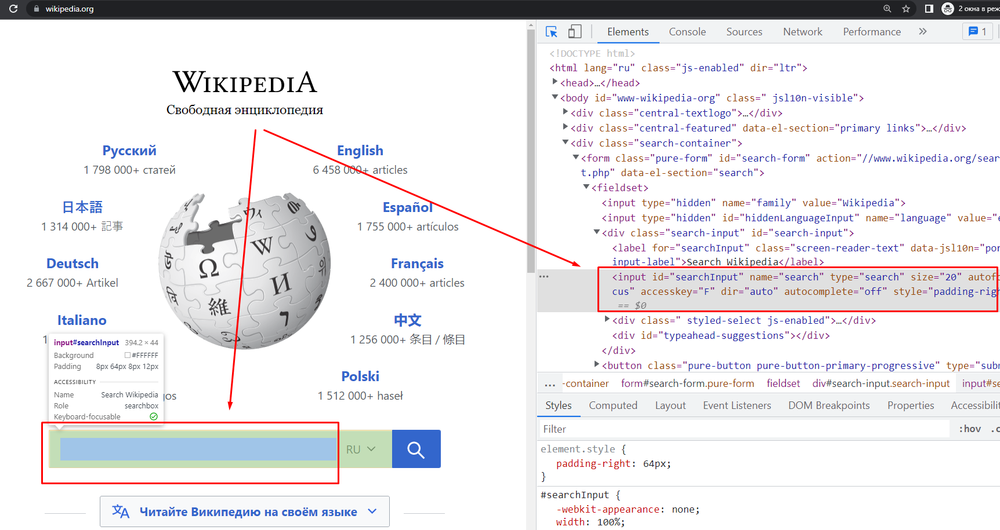 wikipedia.org
2 окна в реж
WIKIPEDIA
Свободная энциклопедия
Русский
1 798 000+ статей
English
6 458 000+ articles
日本語
1 314 000+ 記事
Español
1 755 000+ artículos
Deutsch
2 667 000+ Artikel
Français
2 400 000+ articles
Italiano
1
中文
1 256 000+ 条目 / 條目
Polski
1 512 000+ haseł
gos
Ω
W
И
維
input#searchInput 394.2 × 44
Background #FFFFFF
Padding 8px 64px 8px 12px
ACCESSIBILITY
Name Search Wikipedia
Role searchbox
Keyboard-focusable
RU
Читайте Википедию на своём языке
Elements Console Sources Network Performance » 1
<!DOCTYPE html>
<html lang="ru" class="js-enabled" dir="ltr">
<head>…</head>
<body id="www-wikipedia-org" class=" jsl10n-visible">
<div class="central-textlogo">…</div>
<div class="central-featured" data-el-section="primary links">…</div>
<div class="search-container">
<form class="pure-form" id="search-form" action="//www.wikipedia.org/sear
t.php" data-el-section="search">
<fieldset>
<input type="hidden" name="family" value="Wikipedia">
<input type="hidden" id="hiddenLanguageInput" name="language" value="e
<div class="search-input" id="search-input">
<label for="searchInput" class="screen-reader-text" data-jsl10n="por
input-label">Search Wikipedia</label>
<input id="searchInput" name="search" type="search" size="20" autofo
cus" accesskey="F" dir="auto" autocomplete="off" style="padding-righ
== $0
<div class=" styled-select js-enabled">…</div>
<div id="typeahead-suggestions"></div>
</div>
<button class="pure-button pure-button-primary-progressive" type="subm
... -container form#search-form.pure-form fieldset div#search-input.search-input input#se
Styles Computed Layout Event Listeners DOM Breakpoints Properties Accessibilit
Filter :hov .c
element.style {
padding-right: 64px;
}
#searchInput {
-webkit-appearance: none;
width: 100%;